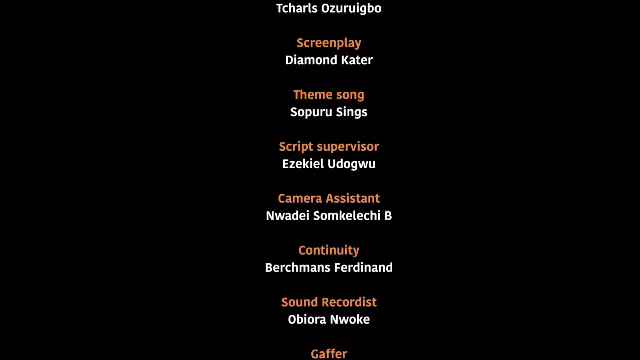 Tcharls Ozuruigbo
Screenplay
Diamond Kater
Theme song
Sopuru Sings
Script supervisor
Ezekiel Udogwu
Camera Assistant
Nwadei Somkelechi B
Continuity
Berchmans Ferdinand
Sound Recordist
Obiora Nwoke
Gaffer